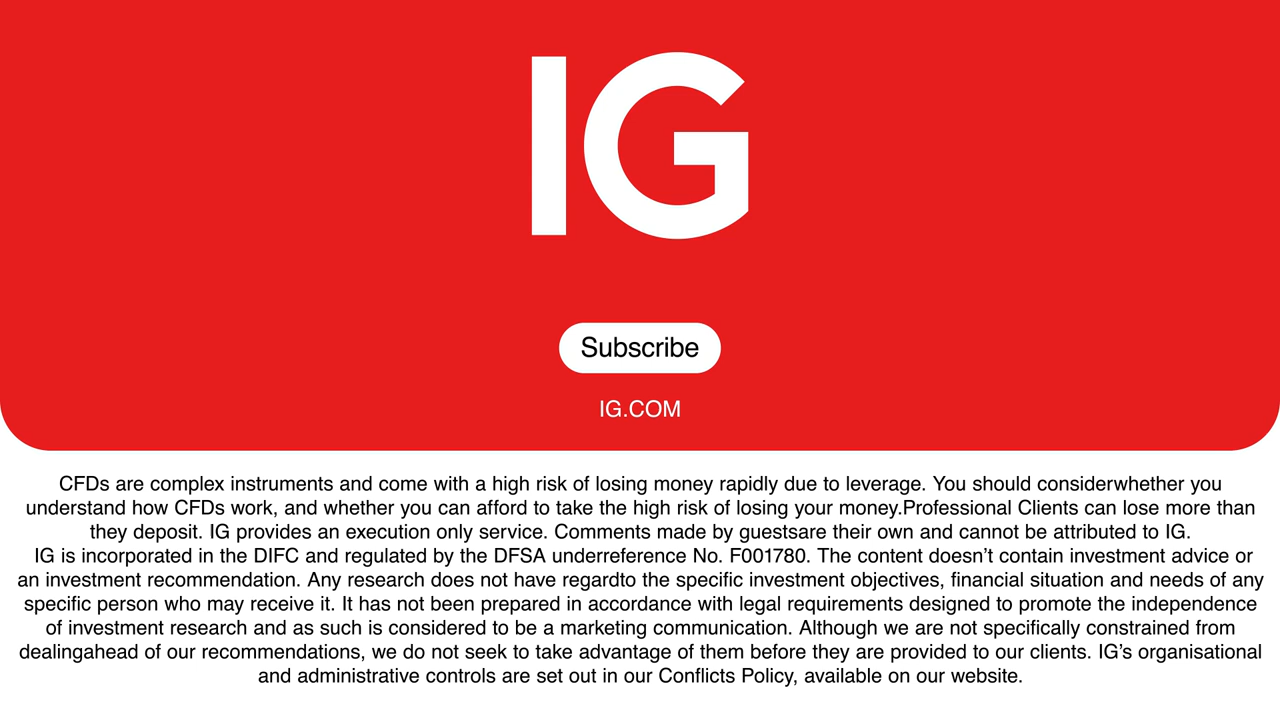 IG
Subscribe
IG.COM
CFDs are complex instruments and come with a high risk of losing money rapidly due to leverage. You should considerwhether you
understand how CFDs work, and whether you can afford to take the high risk of losing your money.Professional Clients can lose more than
they deposit. IG provides an execution only service. Comments made by guestsare their own and cannot be attributed to IG.
IG is incorporated in the DIFC and regulated by the DFSA underreference No. F001780. The content doesn’t contain investment advice or
an investment recommendation. Any research does not have regardto the specific investment objectives, financial situation and needs of any
specific person who may receive it. It has not been prepared in accordance with legal requirements designed to promote the independence
of investment research and as such is considered to be a marketing communication. Although we are not specifically constrained from
dealingahead of our recommendations, we do not seek to take advantage of them before they are provided to our clients. IG’s organisational
and administrative controls are set out in our Conflicts Policy, available on our website.